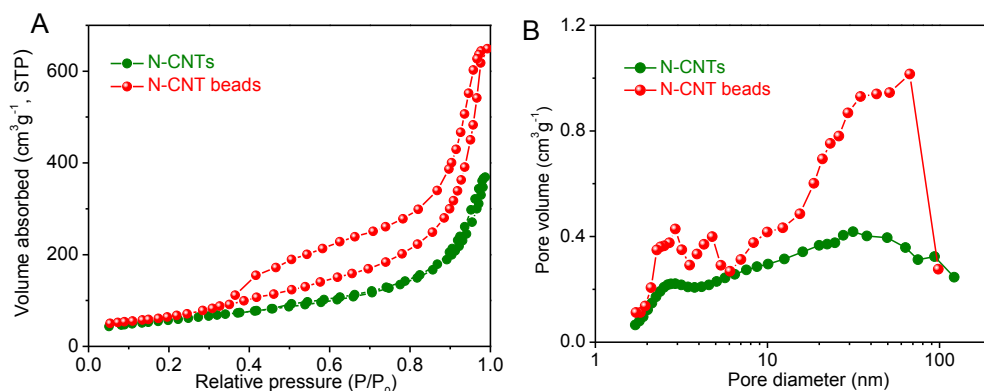 A
N-CNTs
N-CNT beads
Volume absorbed (cm³g⁻¹, STP)
600
400
200
0
0.0 0.2 0.4 0.6 0.8 1.0
Relative pressure (P/P₀)
B
N-CNTs
N-CNT beads
Pore volume (cm³g⁻¹)
1.2
0.8
0.4
0.0
1 10 100
Pore diameter (nm)